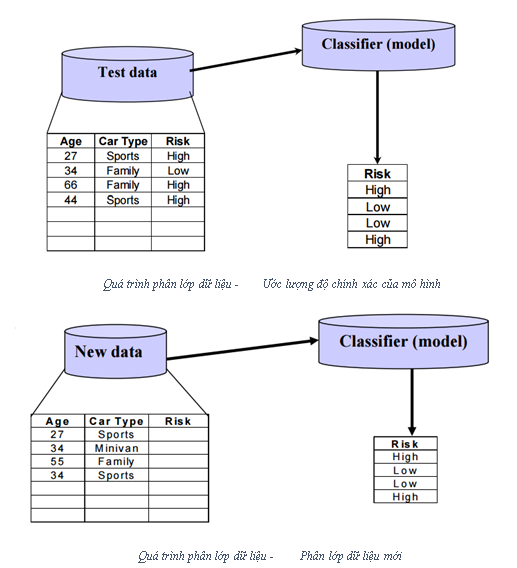 Test data
Classifier (model)
Age Car Type Risk
27 Sports High
34 Family Low
66 Family High
44 Sports High
Risk
High
Low
Low
High
Quá trình phân lớp dữ liệu - Ước lượng độ chính xác của mô hình
New data
Classifier (model)
Age Car Type Risk
27 Sports
34 Minivan
55 Family
34 Sports
Risk
High
Low
Low
High
Quá trình phân lớp dữ liệu - Phân lớp dữ liệu mới